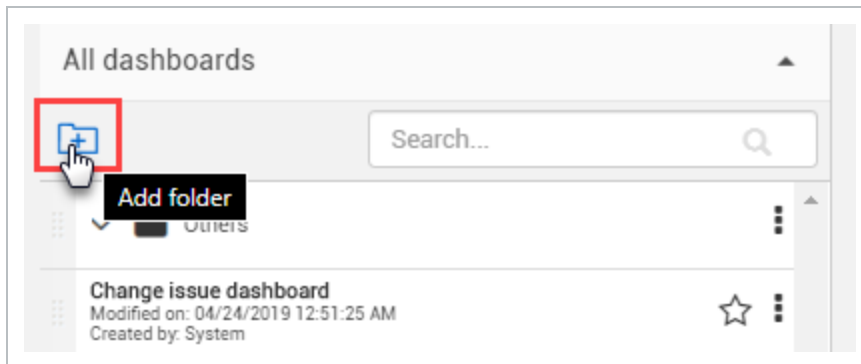 All dashboards
Search...
Add folder
Others
Change issue dashboard
Modified on: 04/24/2019 12:51:25 AM
Created by: System